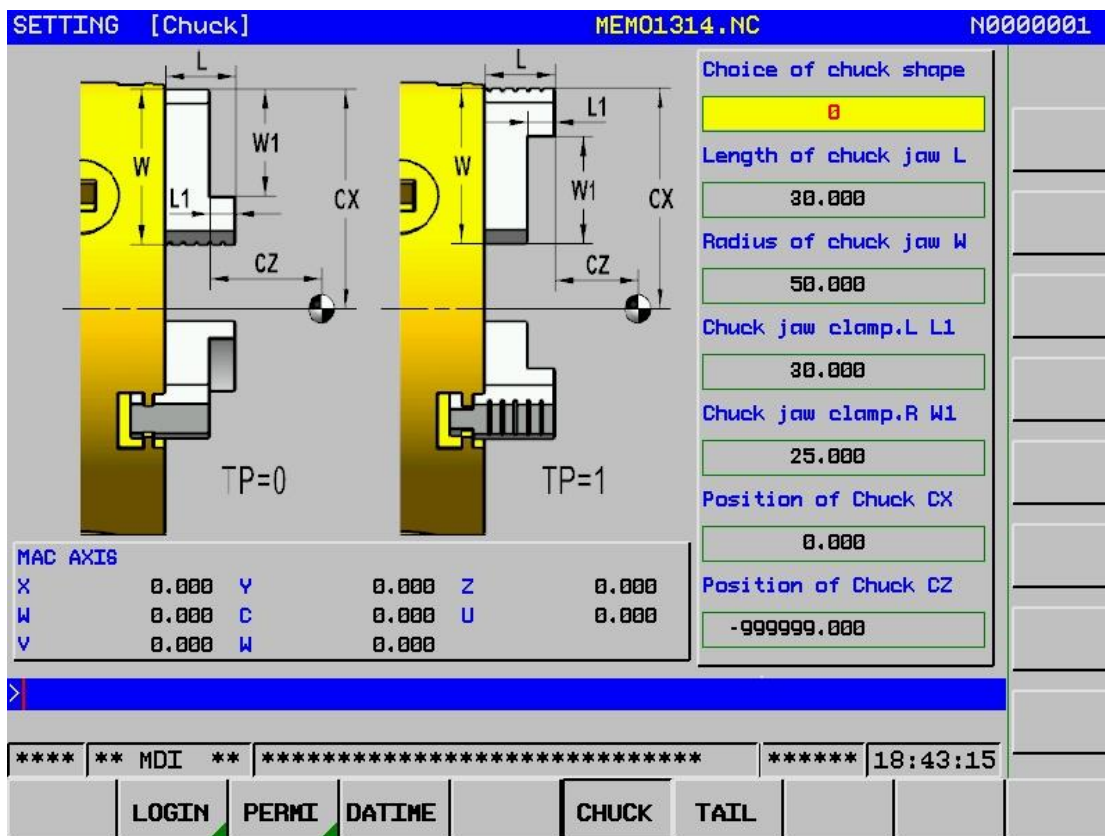 SETTING [Chuck] MEMO1314.NC N0000001
L
W
W1
L1
CX
CZ
TP=0
L
W
L1
W1
CX
CZ
TP=1
Choice of chuck shape
0
Length of chuck jaw L
30.000
Radius of chuck jaw W
50.000
Chuck jaw clamp.L L1
30.000
Chuck jaw clamp.R W1
25.000
Position of Chuck CX
0.000
Position of Chuck CZ
-999999.000
MAC AXIS
X 0.000 Y 0.000 Z 0.000
W 0.000 C 0.000 U 0.000
V 0.000 W 0.000
>
**** ** MDI ** ***************************** ****** 18:43:15
LOGIN PERMI DATIME CHUCK TAIL